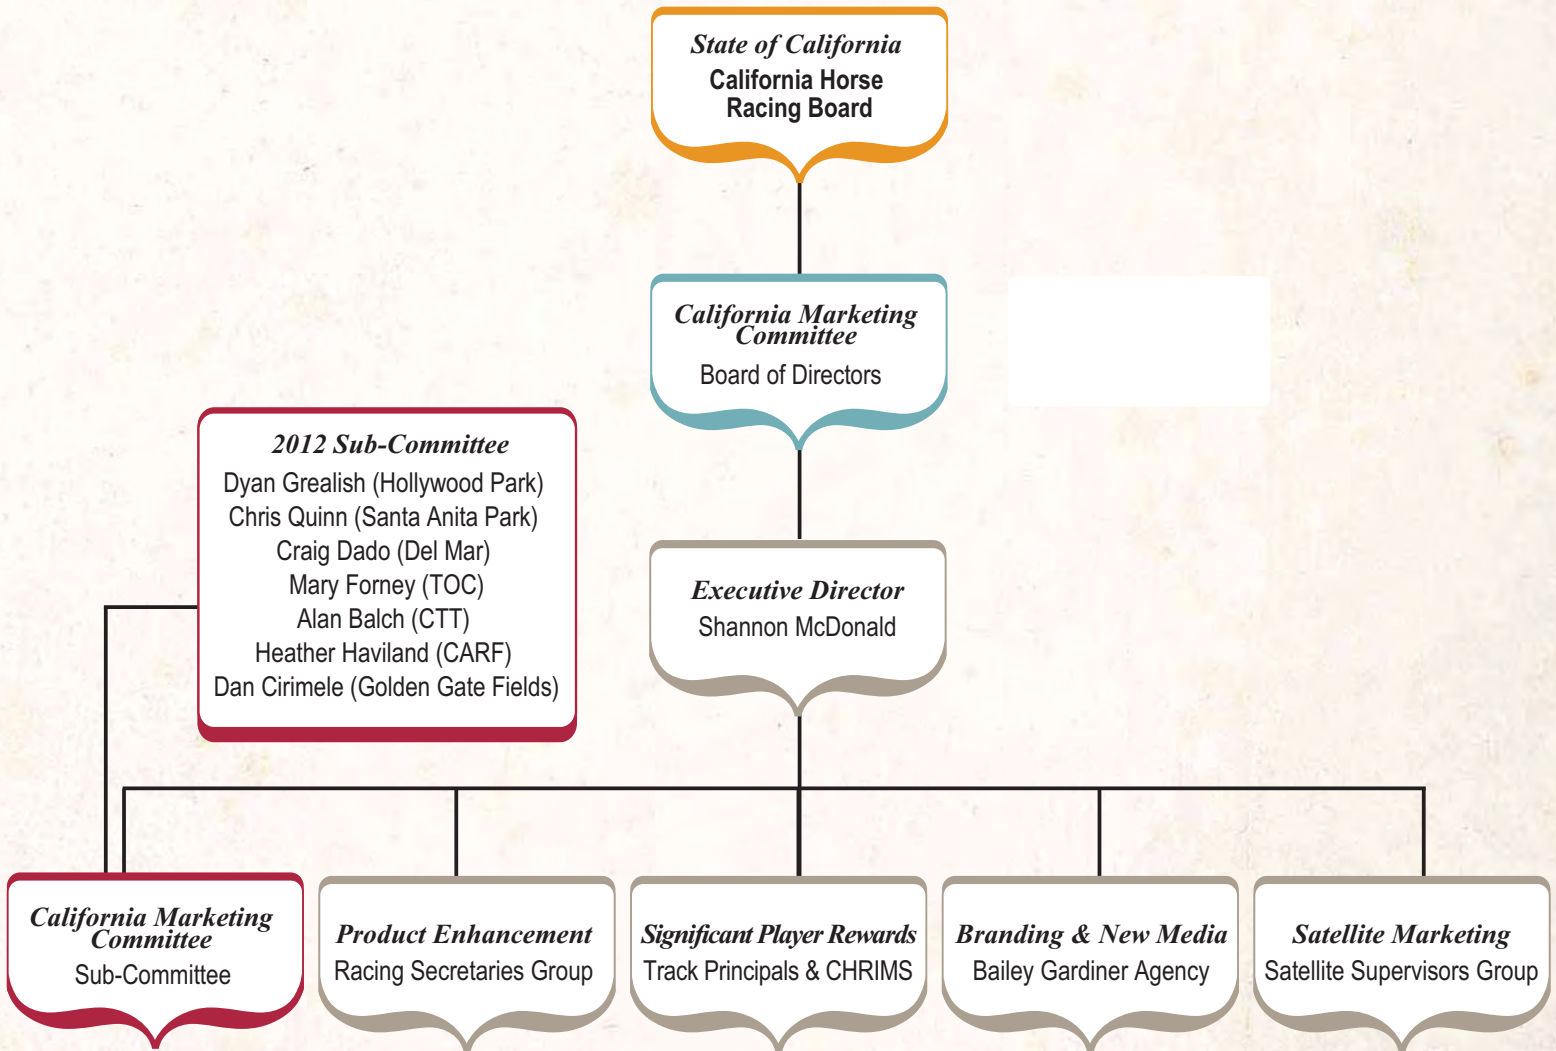 State of California
California Horse
Racing Board
California Marketing
Committee
Board of Directors
2012 Sub-Committee
Dyan Grealish (Hollywood Park)
Chris Quinn (Santa Anita Park)
Craig Dado (Del Mar)
Mary Forney (TOC)
Alan Balch (CTT)
Heather Haviland (CARF)
Dan Cirimele (Golden Gate Fields)
Executive Director
Shannon McDonald
California Marketing
Committee
Sub-Committee
Product Enhancement
Racing Secretaries Group
Significant Player Rewards
Track Principals & CHRIMS
Branding & New Media
Bailey Gardiner Agency
Satellite Marketing
Satellite Supervisors Group